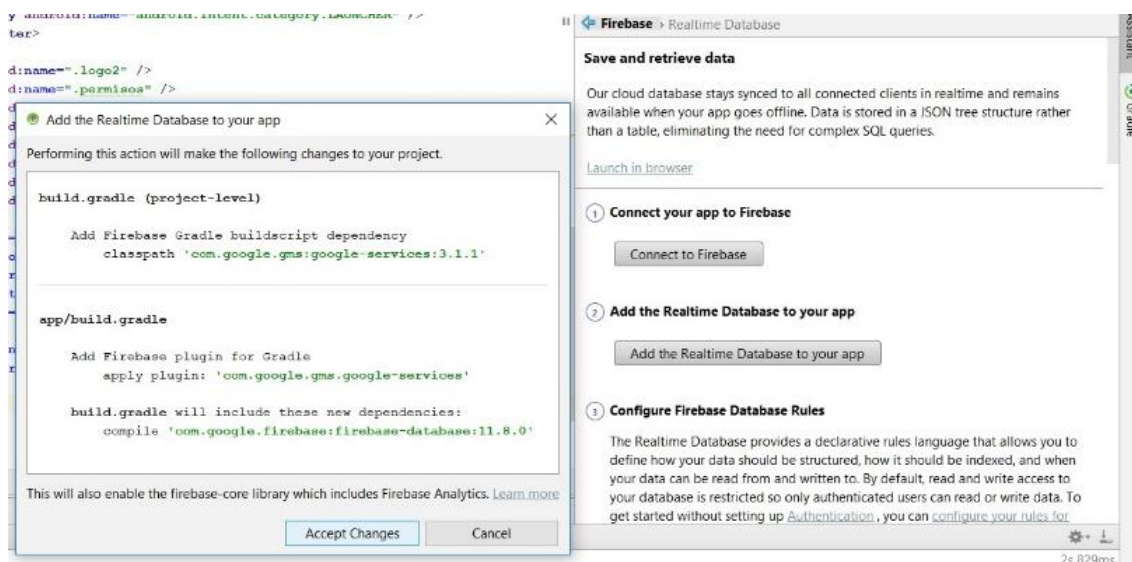 y android:name="android.intent.category.LAUNCHER" />
ter>
d:name=".logo2" />
d:name=".permisos" />
Add the Realtime Database to your app
Performing this action will make the following changes to your project.
build.gradle (project-level)
Add Firebase Gradle buildscript dependency
classpath 'com.google.gms:google-services:3.1.1'
app/build.gradle
Add Firebase plugin for Gradle
apply plugin: 'com.google.gms.google-services'
build.gradle will include these new dependencies:
compile 'com.google.firebase:firebase-database:11.8.0'
This will also enable the firebase-core library which includes Firebase Analytics. Learn more
Accept Changes
Cancel
Firebase › Realtime Database
Save and retrieve data
Our cloud database stays synced to all connected clients in realtime and remains
available when your app goes offline. Data is stored in a JSON tree structure rather
than a table, eliminating the need for complex SQL queries.
Launch in browser
1 Connect your app to Firebase
Connect to Firebase
2 Add the Realtime Database to your app
Add the Realtime Database to your app
3 Configure Firebase Database Rules
The Realtime Database provides a declarative rules language that allows you to
define how your data should be structured, how it should be indexed, and when
your data can be read from and written to. By default, read and write access to
your database is restricted so only authenticated users can read or write data. To
get started without setting up Authentication , you can configure your rules for
2s 829ms
Assistant
Gradle